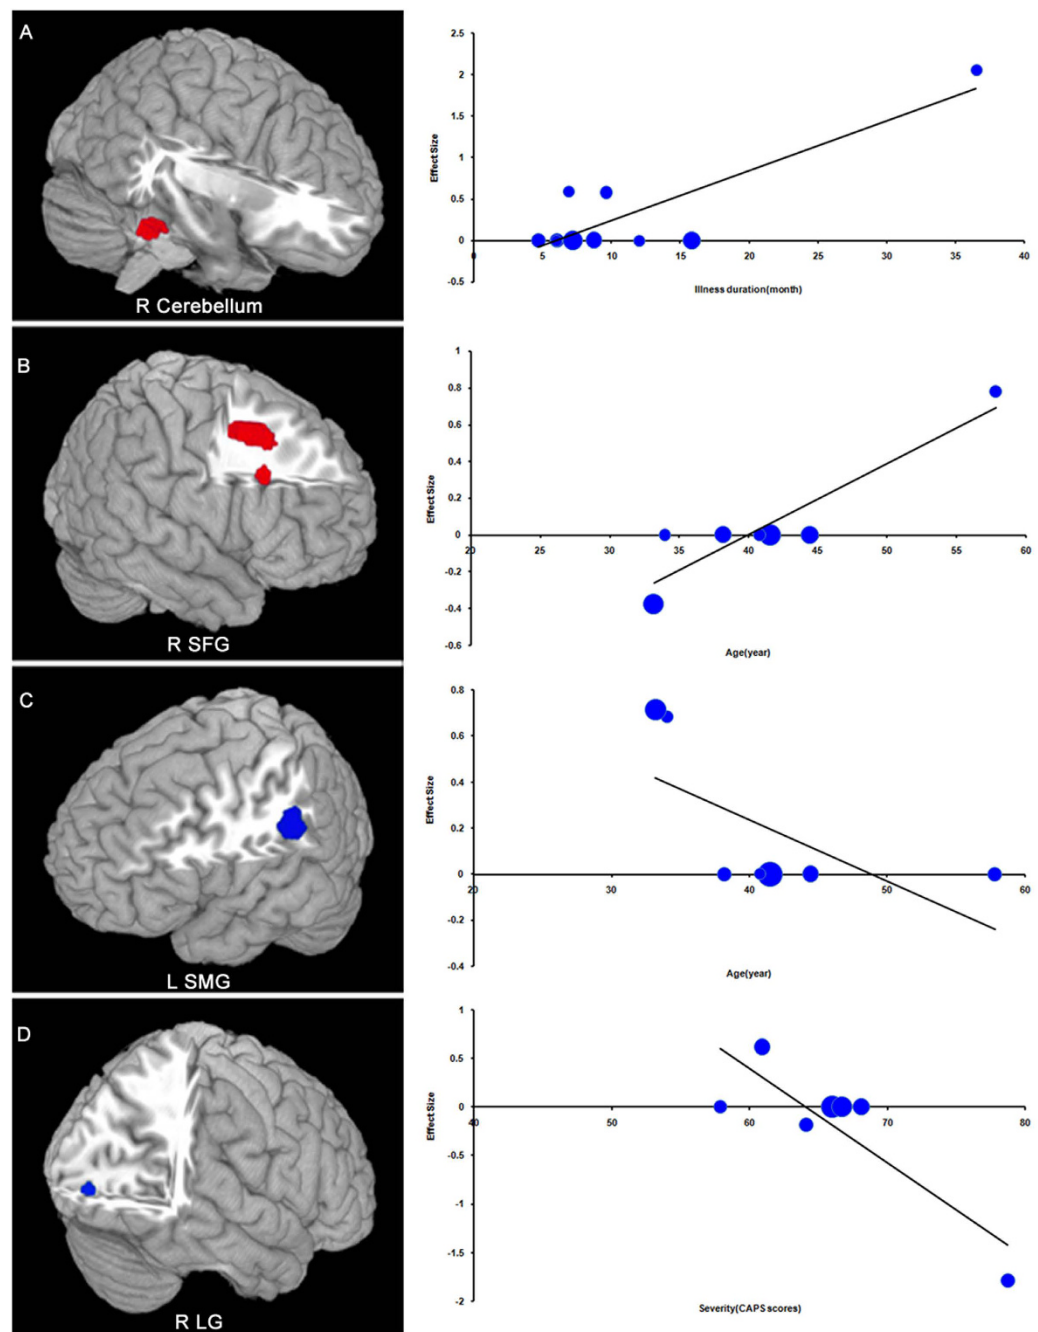 A
R Cerebellum
2.5
2
1.5
1
0.5
0
-0.5
Effect Size
0 5 10 15 20 25 30 35 40
Illness duration(month)
B
R SFG
1
0.8
0.6
0.4
0.2
0
-0.2
-0.4
-0.6
Effect Size
20 25 30 35 40 45 50 55 60
Age(year)
C
L SMG
0.8
0.6
0.4
0.2
0
-0.2
-0.4
Effect Size
20 30 40 50 60
Age(year)
D
R LG
1
0.5
0
-0.5
-1
-1.5
-2
Effect Size
40 50 60 70 80
Severity(CAPS scores)